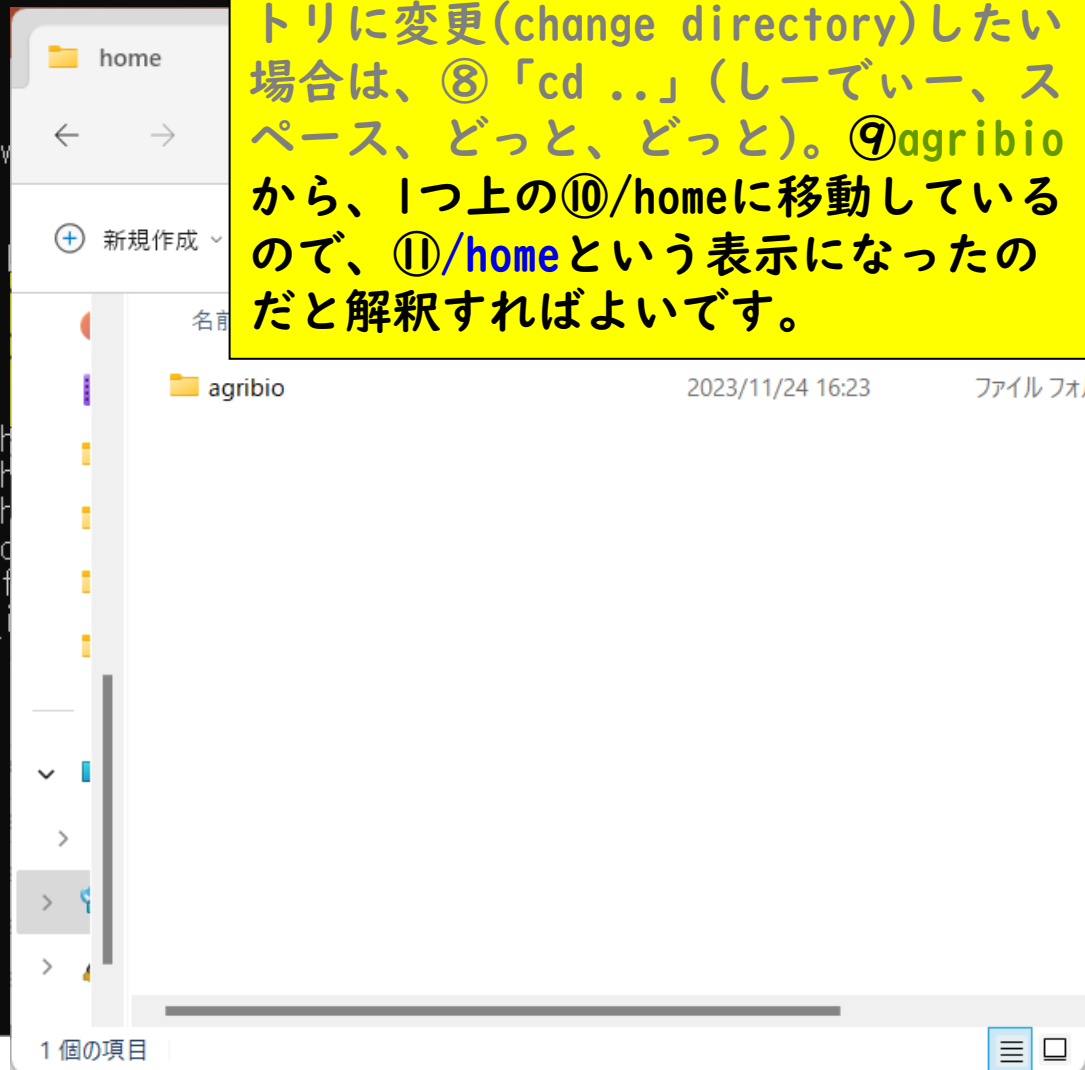 トリに変更(change directory)したい
場合は、⑧「cd ..」(しーでぃー、ス
ペース、どっと、どっと)。⑨agribio
から、1つ上の⑩/homeに移動している
ので、⑪/homeという表示になったの
だと解釈すればよいです。
home
新規作成
名前
agribio 2023/11/24 16:23 ファイル フォ
1 個の項目